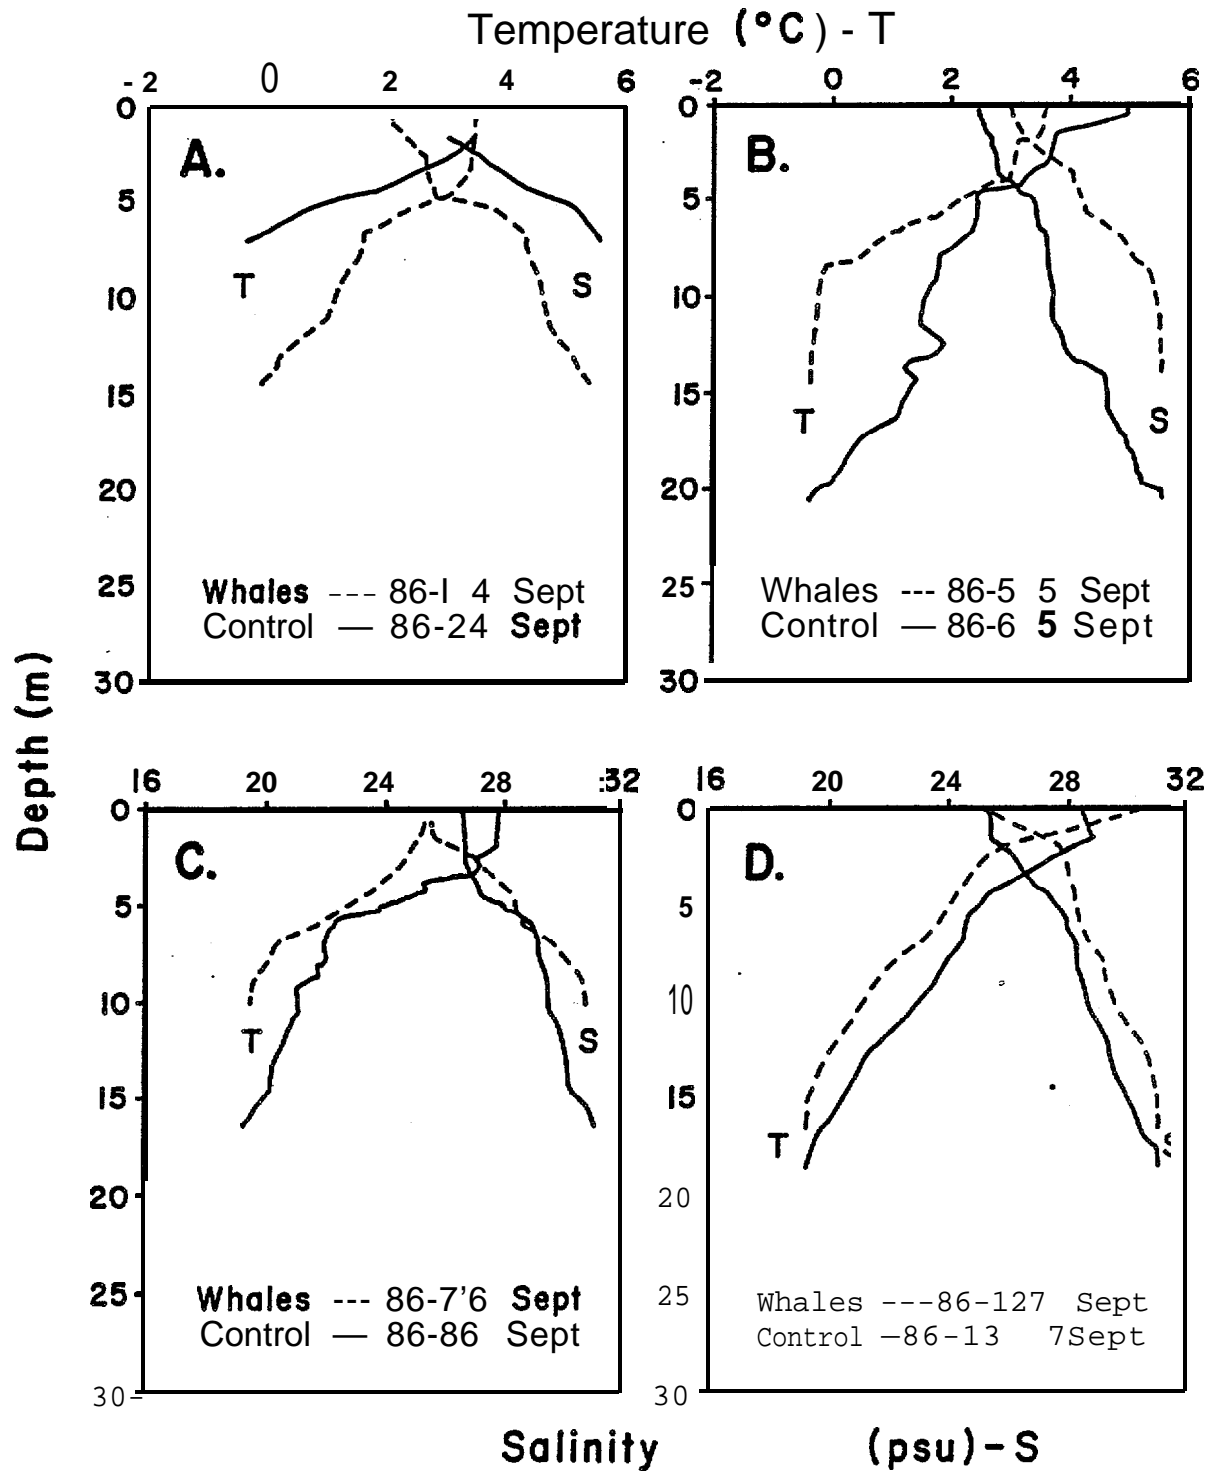 Temperature (°C) - T
-2 0 2 4 6
-2 0 2 4 6
0
5
10
15
20
25
30
A.
T
S
Whales --- 86-I 4 Sept
Control — 86-24 Sept
0
5
10
15
20
25
30
B.
T
S
Whales --- 86-5 5 Sept
Control — 86-6 5 Sept
Depth (m)
16 20 24 28 :32
16 20 24 28 32
0
5
10
15
20
25
30-
C.
T
S
Whales --- 86-7'6 Sept
Control — 86-86 Sept
0
5
10
15
20
25
30
D.
T
S
Whales ---86-127 Sept
Control —86-13 7Sept
Salinity (psu)-S